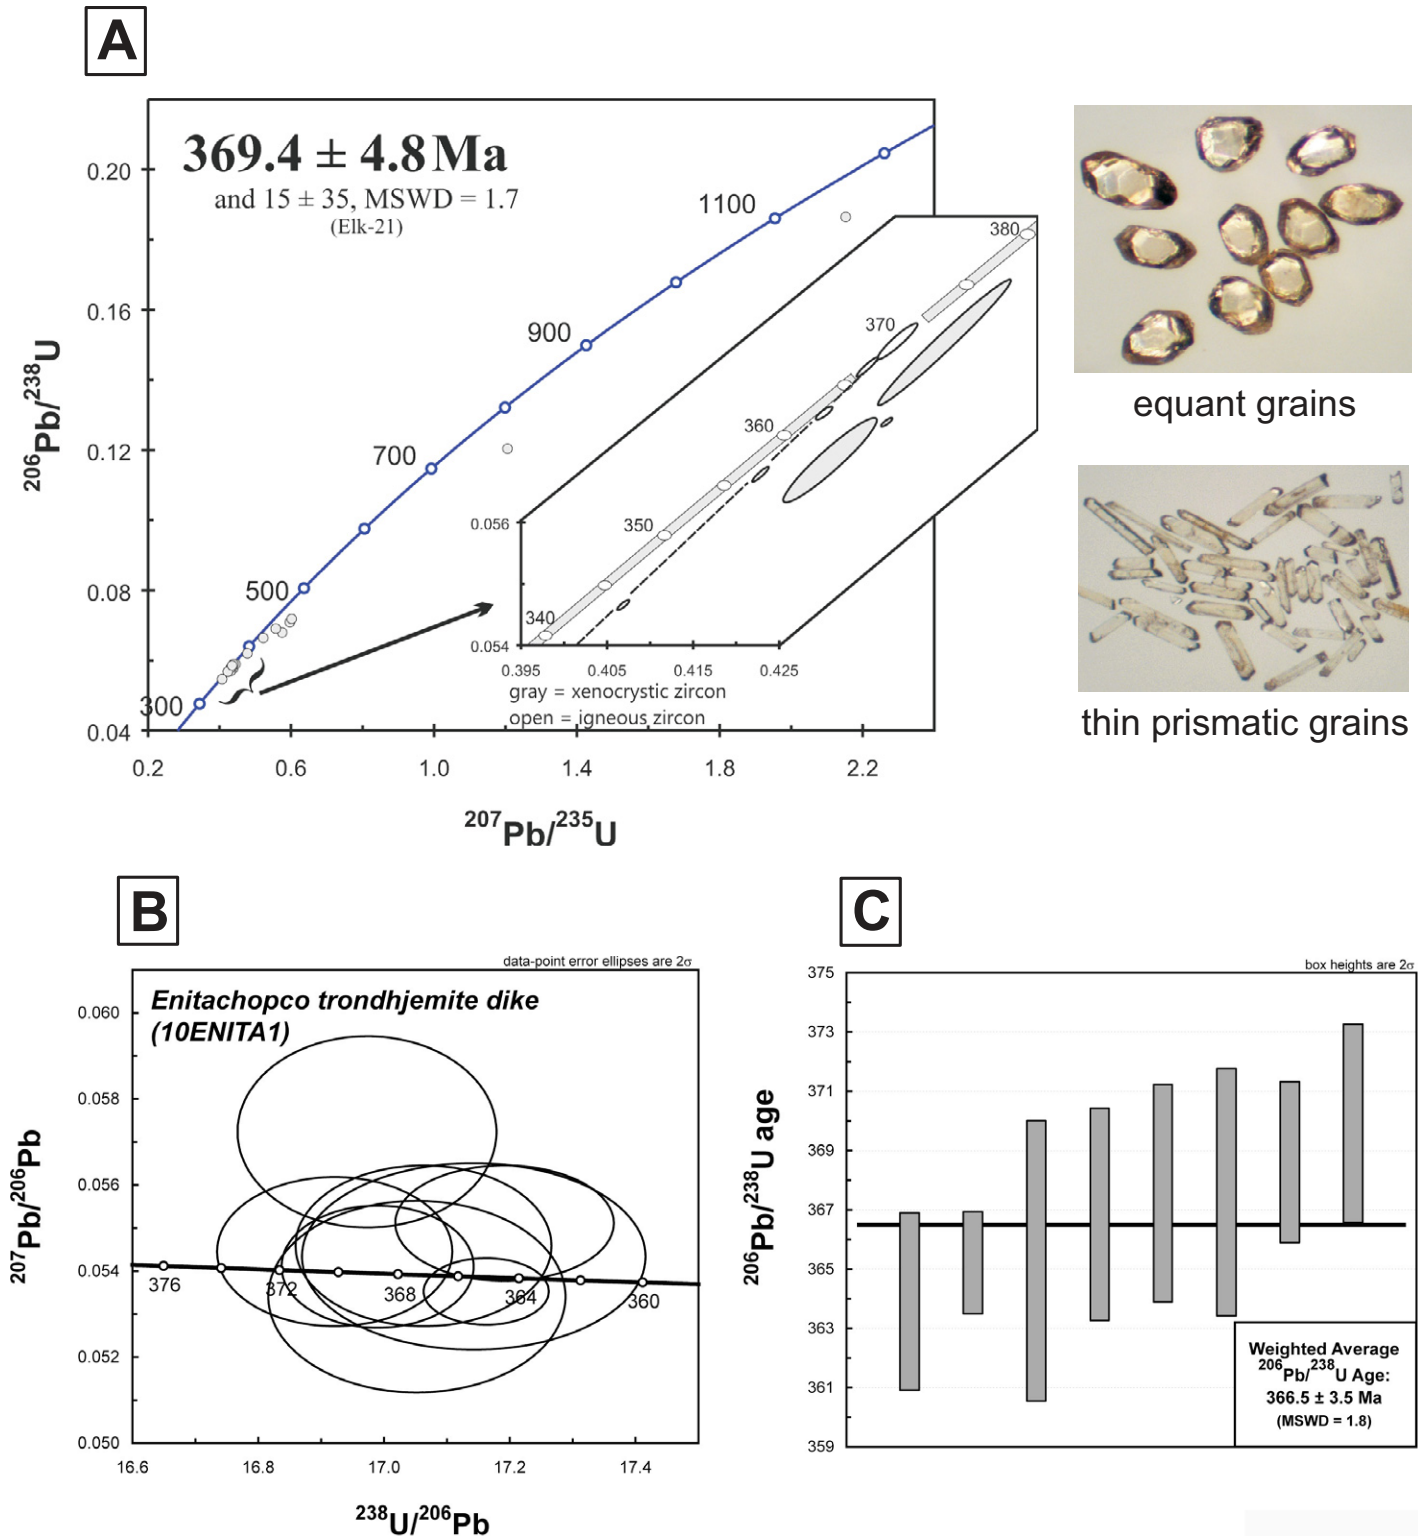 A
369.4 ± 4.8 Ma
and 15 ± 35, MSWD = 1.7
(Elk-21)
0.20
0.16
0.12
0.08
0.04
206Pb/238U
300
500
700
900
1100
0.2
0.6
1.0
1.4
1.8
2.2
207Pb/235U
380
370
360
350
340
0.056
0.054
0.395
0.405
0.415
0.425
gray = xenocrystic zircon
open = igneous zircon
equant grains
thin prismatic grains
B
data-point error ellipses are 2σ
Enitachopco trondhjemite dike
(10ENITA1)
0.060
0.058
0.056
0.054
0.052
0.050
207Pb/206Pb
376
372
368
364
360
16.6
16.8
17.0
17.2
17.4
238U/206Pb
C
box heights are 2σ
375
373
371
369
367
365
363
361
359
206Pb/238U age
Weighted Average
206Pb/238U Age:
366.5 ± 3.5 Ma
(MSWD = 1.8)